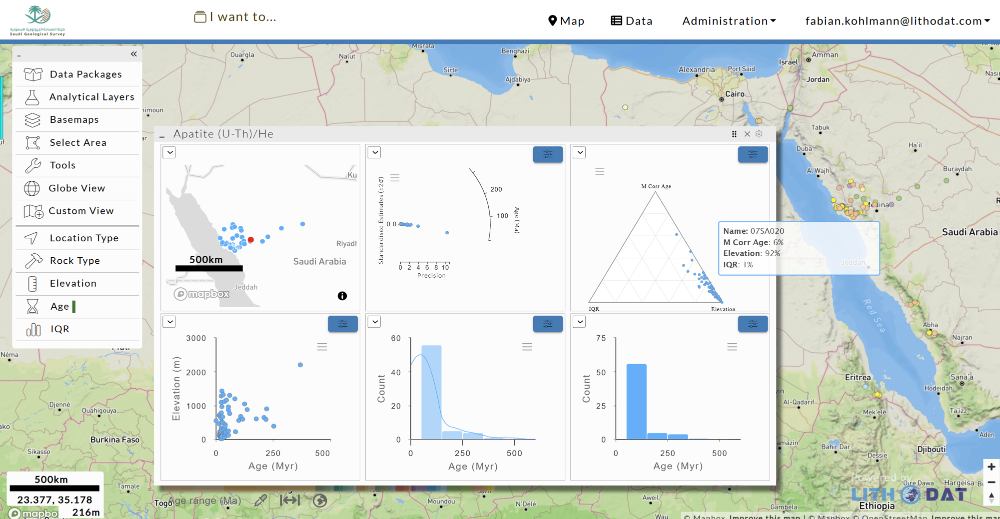 هيئة المساحة الجيولوجية السعودية
Saudi Geological Survey
I want to...
Map
Data
Administration
fabian.kohlmann@lithodat.com
Data Packages
Analytical Layers
Basemaps
Select Area
Tools
Globe View
Custom View
Location Type
Rock Type
Elevation
Age
IQR
Ouargla
Nalut
Misrata
Sirte
Benghazi
Ajdabiya
Alexandria
Port Said
Israel
Amman
Jordan
Cairo
Tabuk
Duba
Ha'il
Al Wajh
Buraydah
Medina
Saudi Arabia
Jeddah
Red Sea
Abha
Najran
Eritrea
Sana'a
Hodeidah
Al-Qadarif
Mek'elē
Ta'izz
Aden
Bahir Dar
Djibouti
Dessie
Dire Dawa
Hargeisa
Gambela
Ethiopia
Apatite (U-Th)/He
Ku
Riyadh
Saudi Arabia
500km
Jeddah
mapbox
Standardised Estimates (±2σ)
0.0
200
100
Age (Ma)
0 2 4 6 8 10
Precision
M Corr Age
IQR
Elevation
Name: 07SA020
M Corr Age: 6%
Elevation: 92%
IQR: 1%
3000
2000
1000
0
Elevation (m)
0 250 500
Age (Myr)
60
40
20
0
Count
0 250 500
Age (Myr)
75
50
25
0
Count
0 250 500
Age (Myr)
Néma
Djenné
Ouahigouya
Burkina Faso
Sikasso
Tamale
Togo
500km
23.377, 35.178
216m
mapbox
Age range (Ma)
Moundou
Sarh
N'Délé
Aweil
Wau
Powered by
LITHODAT
© Mapbox Improve this map | © Mapbox © OpenStreetMap Improve this map